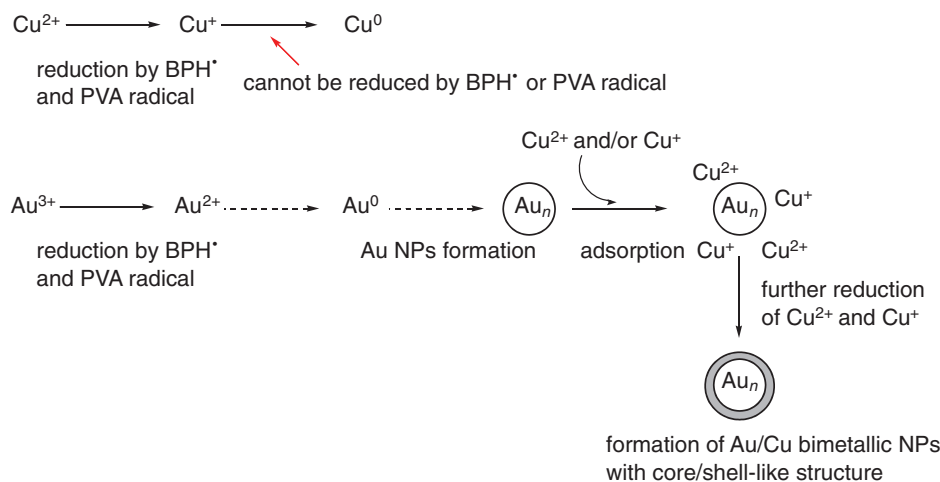 Cu²⁺ Cu⁺ Cu⁰
reduction by BPH•
and PVA radical
cannot be reduced by BPH• or PVA radical
Cu²⁺ and/or Cu⁺
Au³⁺ Au²⁺ Au⁰ Auₙ
reduction by BPH•
and PVA radical
Au NPs formation
adsorption
Cu²⁺
Auₙ Cu⁺
Cu⁺ Cu²⁺
further reduction
of Cu²⁺ and Cu⁺
Auₙ
formation of Au/Cu bimetallic NPs
with core/shell-like structure